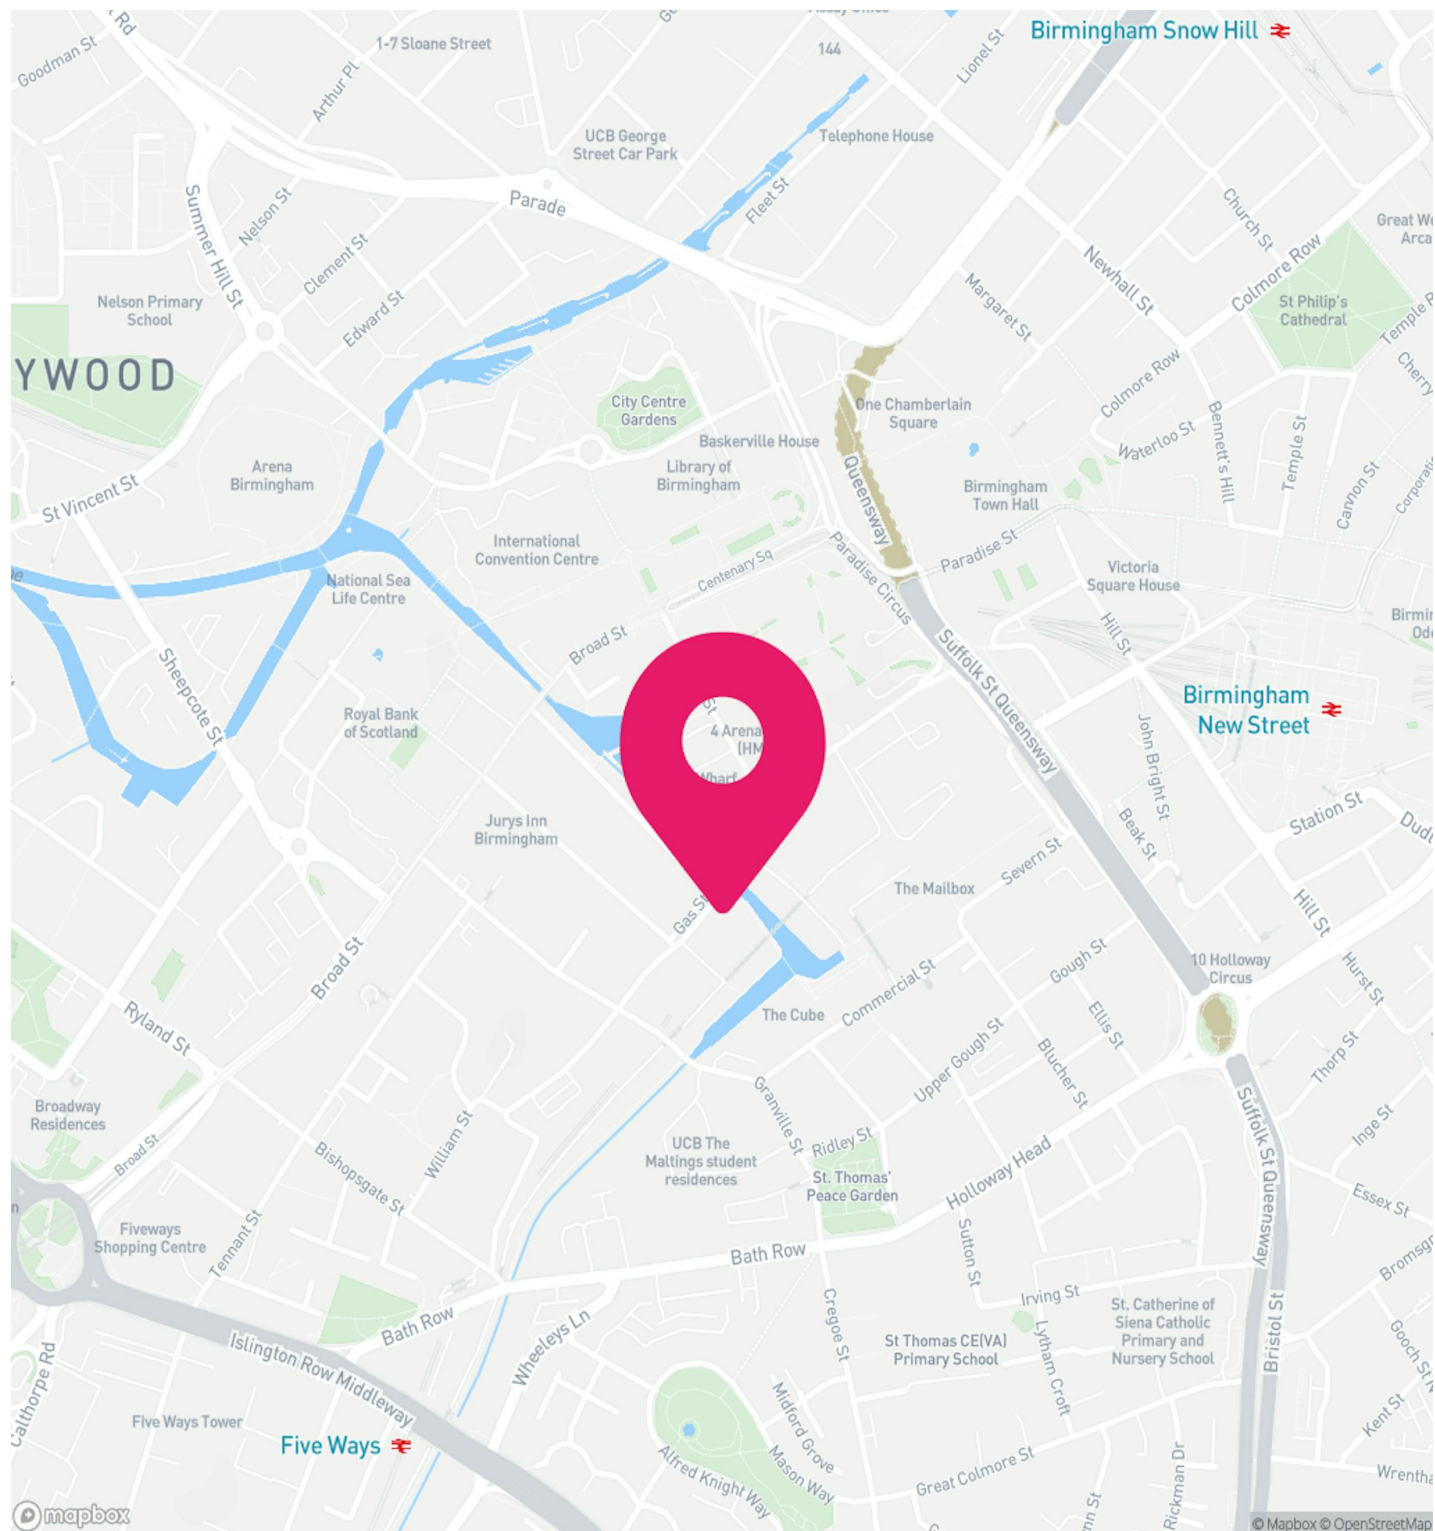 Birmingham Snow Hill
1-7 Sloane Street
Goodman St
Arthur Pl
144
Lionel St
UCB George
Street Car Park
Telephone House
Parade
Fleet St
Summer Hill St
Nelson St
Clement St
Edward St
Church St
Newhall St
Colmore Row
Margaret St
Nelson Primary
School
St Philip's
Cathedral
YWOOD
City Centre
Gardens
One Chamberlain
Square
Colmore Row
Cherry
Waterloo St
Bennett's Hill
Temple St
Baskerville House
Library of
Birmingham
Arena
Birmingham
St Vincent St
Queensway
Birmingham
Town Hall
Cannon St
International
Convention Centre
Paradise St
Paradise Circus
Centenary Sq
Victoria
Square House
National Sea
Life Centre
Broad St
Hill St
Sheepcote St
Suffolk St Queensway
Birmingham
New Street
Royal Bank
of Scotland
St
4 Arena
(HM
Wharf
John Bright St
Beak St
Station St
Jurys Inn
Birmingham
Severn St
The Mailbox
Hill St
Gas St
Broad St
Gough St
10 Holloway
Circus
Hurst St
Commercial St
The Cube
Ryland St
Ellis St
Upper Gough St
Blucher St
Thorp St
Granville St
Broadway
Residences
Broad St
William St
Ridley St
Inge St
UCB The
Maltings student
residences
Bishopsgate St
St. Thomas'
Peace Garden
Holloway Head
Suffolk St Queensway
Essex St
Fiveways
Shopping Centre
Tennant St
Bath Row
Sutton St
Irving St
Bath Row
Wheeleys Ln
Cregoe St
St. Catherine of
Siena Catholic
Primary and
Nursery School
St Thomas CE(VA)
Primary School
Lytham Croft
Bristol St
Islington Row Middleway
Calthorpe Rd
Five Ways Tower
Five Ways
Midford Grove
Mason Way
Alfred Knight Way
Great Colmore St
Rickman Dr
Kent St
mapbox
© Mapbox © OpenStreetMap